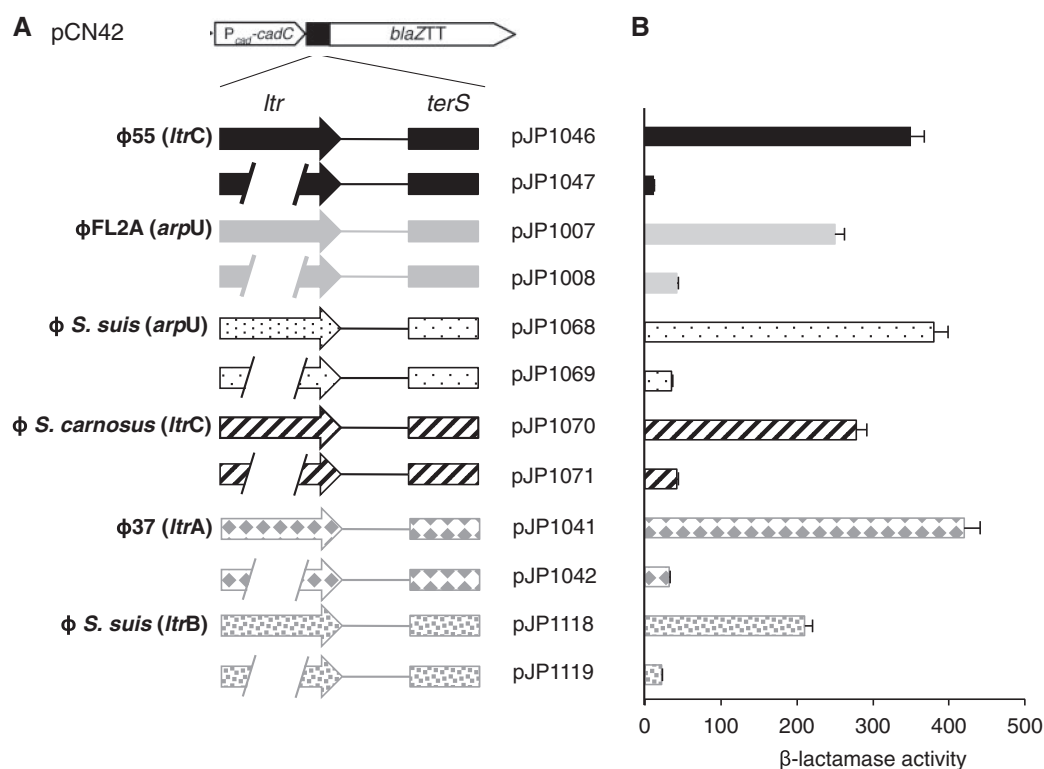 A pCN42 Pcad-cadC blaZTT B
ltr terS
ϕ55 (ltrC) pJP1046
pJP1047
ϕFL2A (arpU) pJP1007
pJP1008
ϕ S. suis (arpU) pJP1068
pJP1069
ϕ S. carnosus (ltrC) pJP1070
pJP1071
ϕ37 (ltrA) pJP1041
pJP1042
ϕ S. suis (ltrB) pJP1118
pJP1119
0 100 200 300 400 500
β-lactamase activity